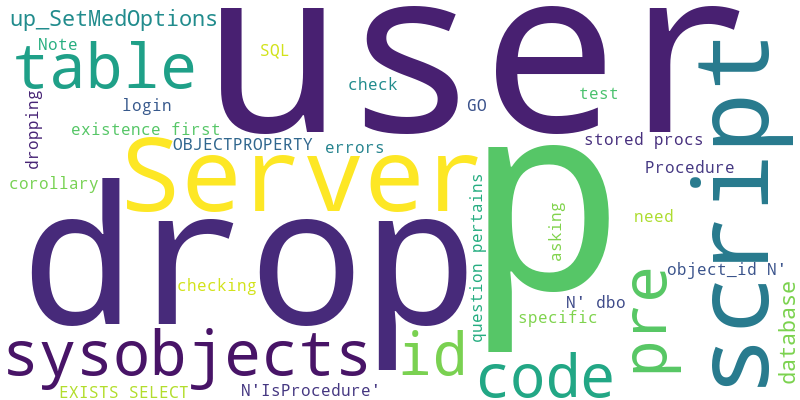 up_SetMedOptions
user
script
Note
SQL
table
check
test
dropping
login
GO
existence first
OBJECTPROPERTY
errors
stored procs
Server
p
Procedure
corollary
drop
question pertains
asking
need
pre
object_id N'
checking
N' dbo
database
specific
sysobjects
id
code
EXISTS SELECT
N'IsProcedure'